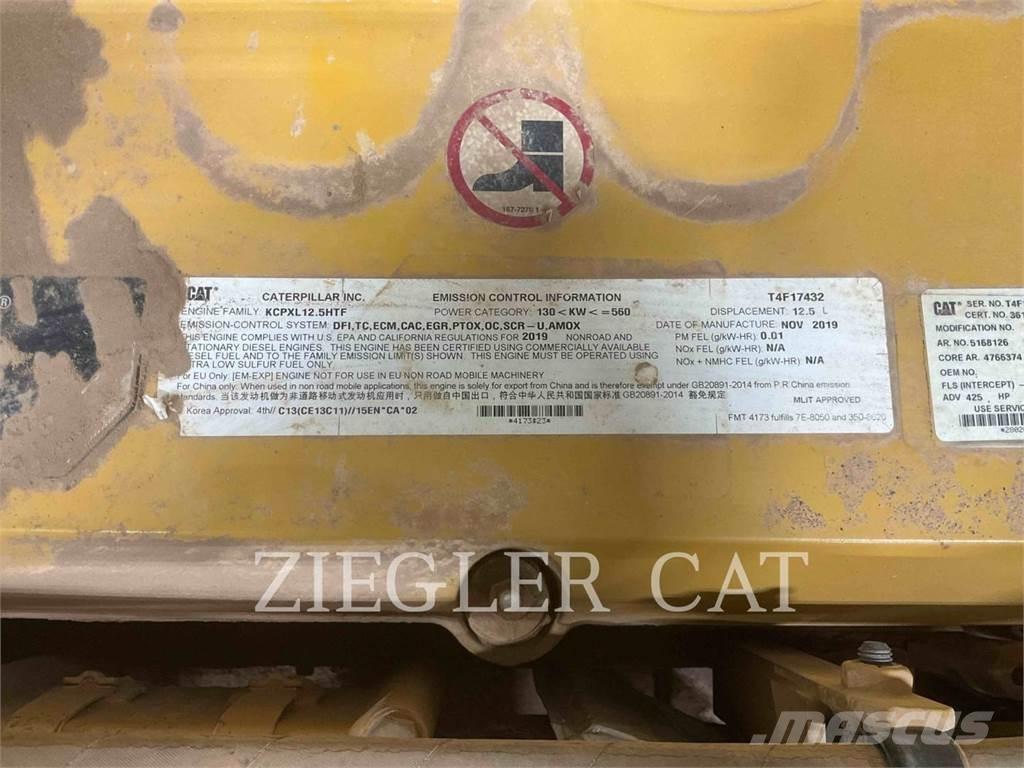 167-7275 1
®
CAT®
CATERPILLAR INC. EMISSION CONTROL INFORMATION T4F17432
ENGINE FAMILY: KCPXL12.5HTF POWER CATEGORY: 130<KW<=560 DISPLACEMENT: 12.5 L
EMISSION-CONTROL SYSTEM: DFI,TC,ECM,CAC,EGR,PTOX,OC,SCR-U,AMOX DATE OF MANUFACTURE: NOV 2019
THIS ENGINE COMPLIES WITH U.S. EPA AND CALIFORNIA REGULATIONS FOR 2019 NONROAD AND PM FEL (g/kW-HR) 0.01
STATIONARY DIESEL ENGINES. THIS ENGINE HAS BEEN CERTIFIED USING COMMERCIALLY AVAILABLE NOx FEL (g/kW-HR): N/A
DIESEL FUEL AND TO THE FAMILY EMISSION LIMIT(S) SHOWN. THIS ENGINE MUST BE OPERATED USING
ULTRA LOW SULFUR FUEL ONLY. NOx + NMHC FEL (g/kW-HR): N/A
For EU Only: [EM-EXP] ENGINE NOT FOR USE IN EU NON ROAD MOBILE MACHINERY
For China only: When used in non road mobile applications, this engine is solely for export from China and is therefore exempt under GB20891-2014 from P.R.China emission
standards. 当该发动机做为非道路移动式发动机应用时，只用做自中国出口，符合中华人民共和国国家标准 GB20891-2014 豁免规定 MLIT APPROVED
Korea Approval: 4th// C13(CE13C11)//15EN*CA*02
*4173#23*
FMT 4173 fulfills 7E-8050 and 350-8620
CAT® SER. NO. T4F1
CERT. NO. 361
MODIFICATION NO.
AR. NO. 5168126
CORE AR. 4766374
OEM NO.
FLS (INTERCEPT) -
ADV 425, HP
USE SERVIC
*2802
ZIEGLER CAT
MASCUS